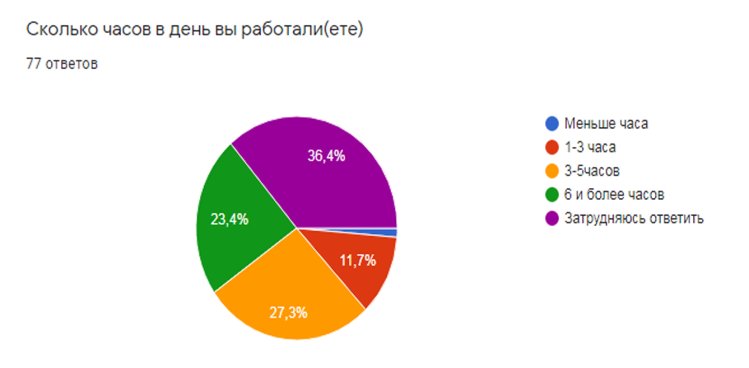 Сколько часов в день вы работали(ете)
77 ответов
Меньше часа
1-3 часа
3-5часов
6 и более часов
Затрудняюсь ответить
36,4%
23,4%
11,7%
27,3%